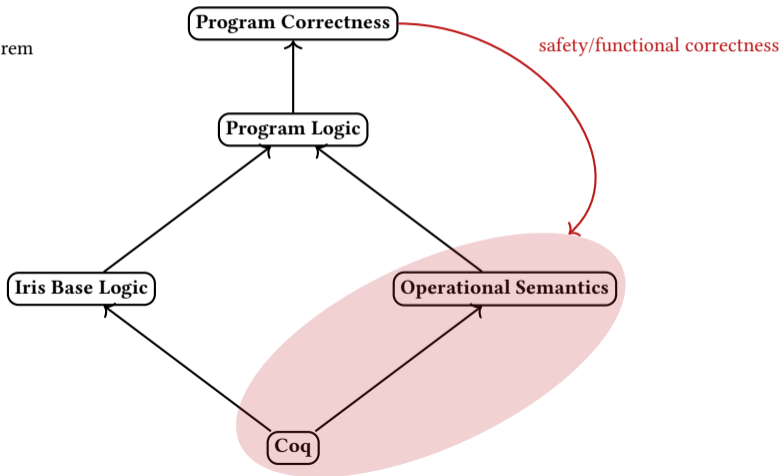 Program Correctness
rem
safety/functional correctness
Program Logic
Iris Base Logic
Operational Semantics
Coq